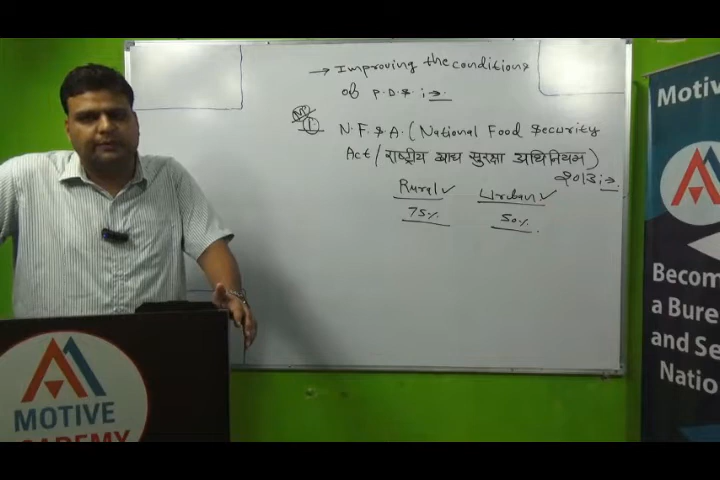 → Improving the conditions
of P.D.S. :→
① N.F.S.A. (National Food Security
Act/राष्ट्रीय खाद्य सुरक्षा अधिनियम)
2013:→
Rural✓ Urban✓
75% 50%
MOTIVE
ACADEMY
Motiv
Becom
a Bure
and Se
Natio